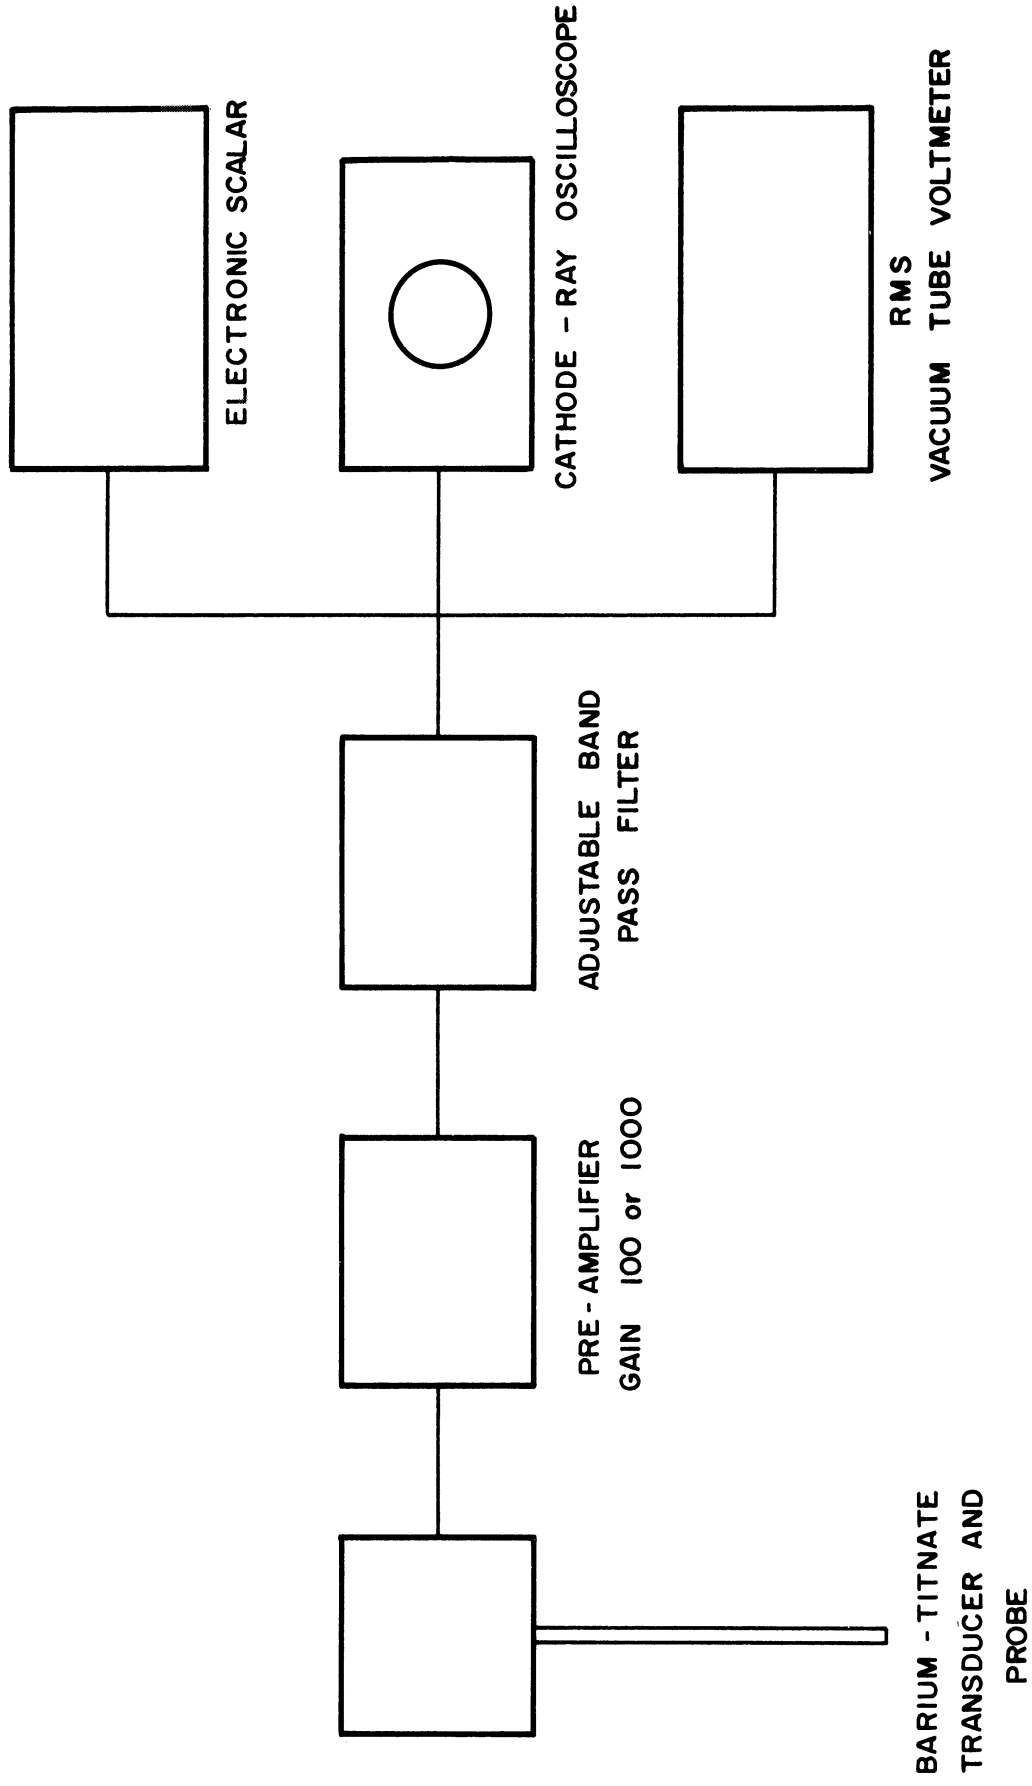 ELECTRONIC SCALAR
CATHODE - RAY OSCILLOSCOPE
RMS
VACUUM TUBE VOLTMETER
ADJUSTABLE BAND
PASS FILTER
PRE - AMPLIFIER
GAIN 100 or 1000
BARIUM - TITNATE
TRANSDUCER AND
PROBE